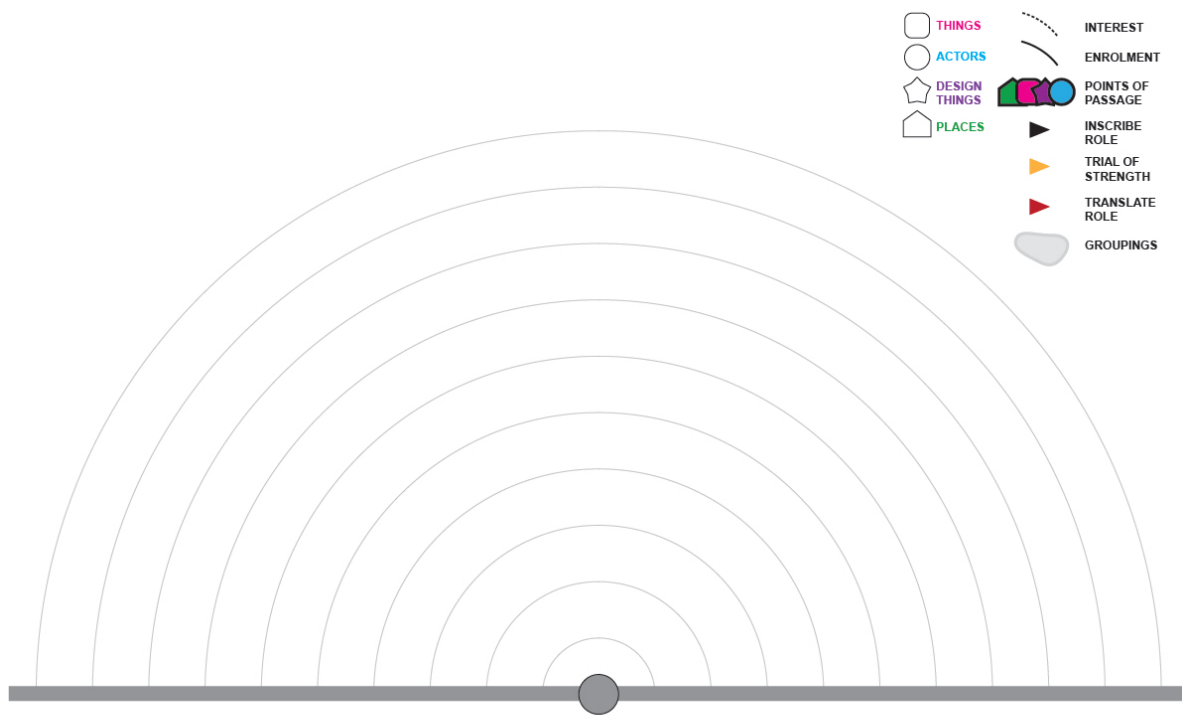 THINGS
ACTORS
DESIGN
THINGS
PLACES
INTEREST
ENROLMENT
POINTS OF
PASSAGE
INSCRIBE
ROLE
TRIAL OF
STRENGTH
TRANSLATE
ROLE
GROUPINGS